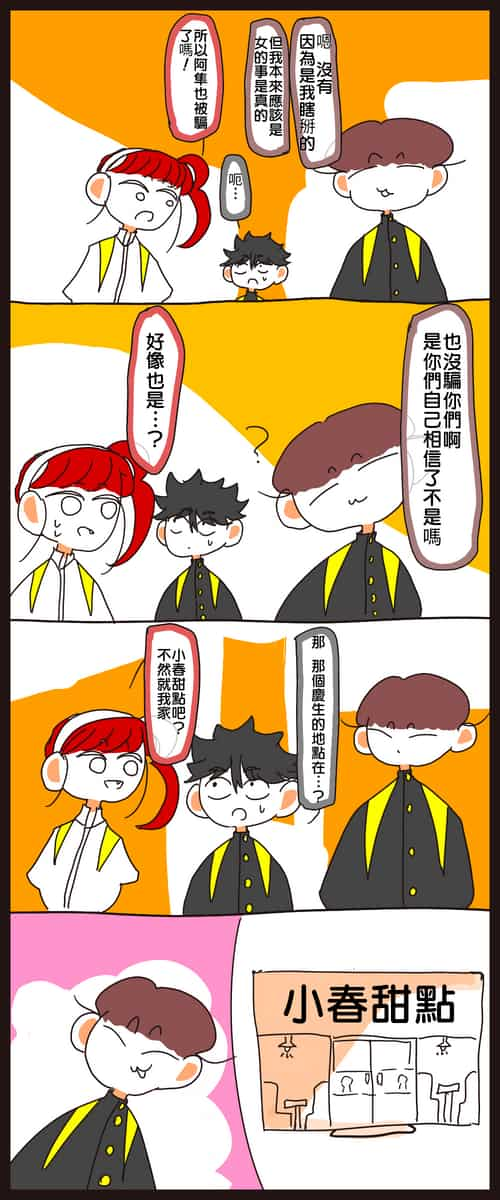 嗯 沒有
因為是我瞎掰的
但我本來應該是
女的事是真的
所以阿隼也被騙
了嗎！
呃…
也沒騙你們啊
是你們自己相信了不是嗎
好像也是…？
?
那 那個慶生的地點在…？
小春甜點吧？
不然就我家
小春甜點